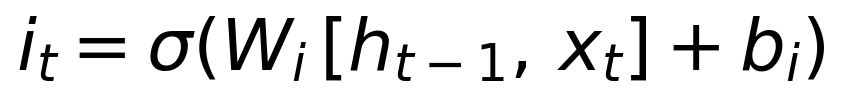 i_t = σ(W_i [h_{t−1}, x_t] + b_i)